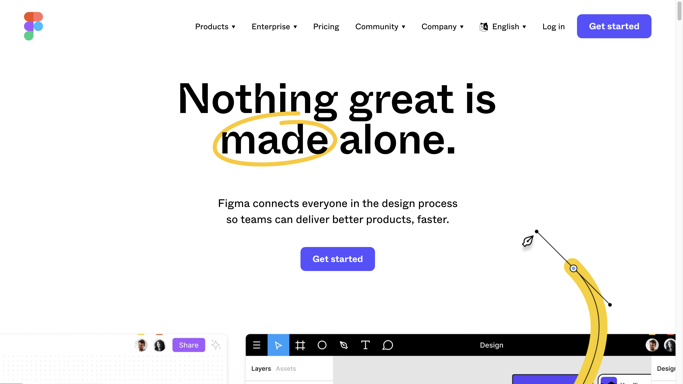 Products Enterprise Pricing Community Company English Log in Get started
Nothing great is
made alone.
Figma connects everyone in the design process
so teams can deliver better products, faster.
Get started
Share
Design
Layers Assets